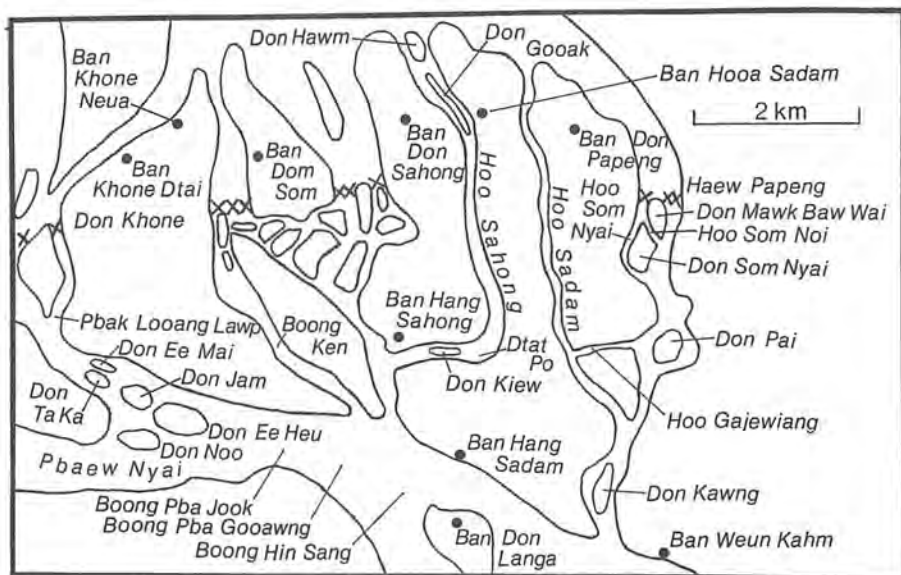 Don Hawm
Don
Gooak
Ban
Khone
Neua
Ban Hooa Sadam
2 km
Ban
Khone Dtai
Ban
Dom
Som
Ban
Don
Sahong
Ban
Papeng
Don
Hoo Sahong
Hoo Sadam
Hoo
Som
Nyai
Haew Papeng
Don Mawk Baw Wai
Hoo Som Noi
Don Som Nyai
Don Khone
Pbak Looang Lawp
Boong
Ken
Ban Hang
Sahong
Dtat
Po
Don Kiew
Don Pai
Don Ee Mai
Don Jam
Don
Ta Ka
Don Ee Heu
Don Noo
Hoo Gajewiang
Pbaew Nyai
Ban Hang
Sadam
Don Kawng
Boong Pba Jook
Boong Pba Gooawng
Boong Hin Sang
Ban Don
Langa
Ban Weun Kahm